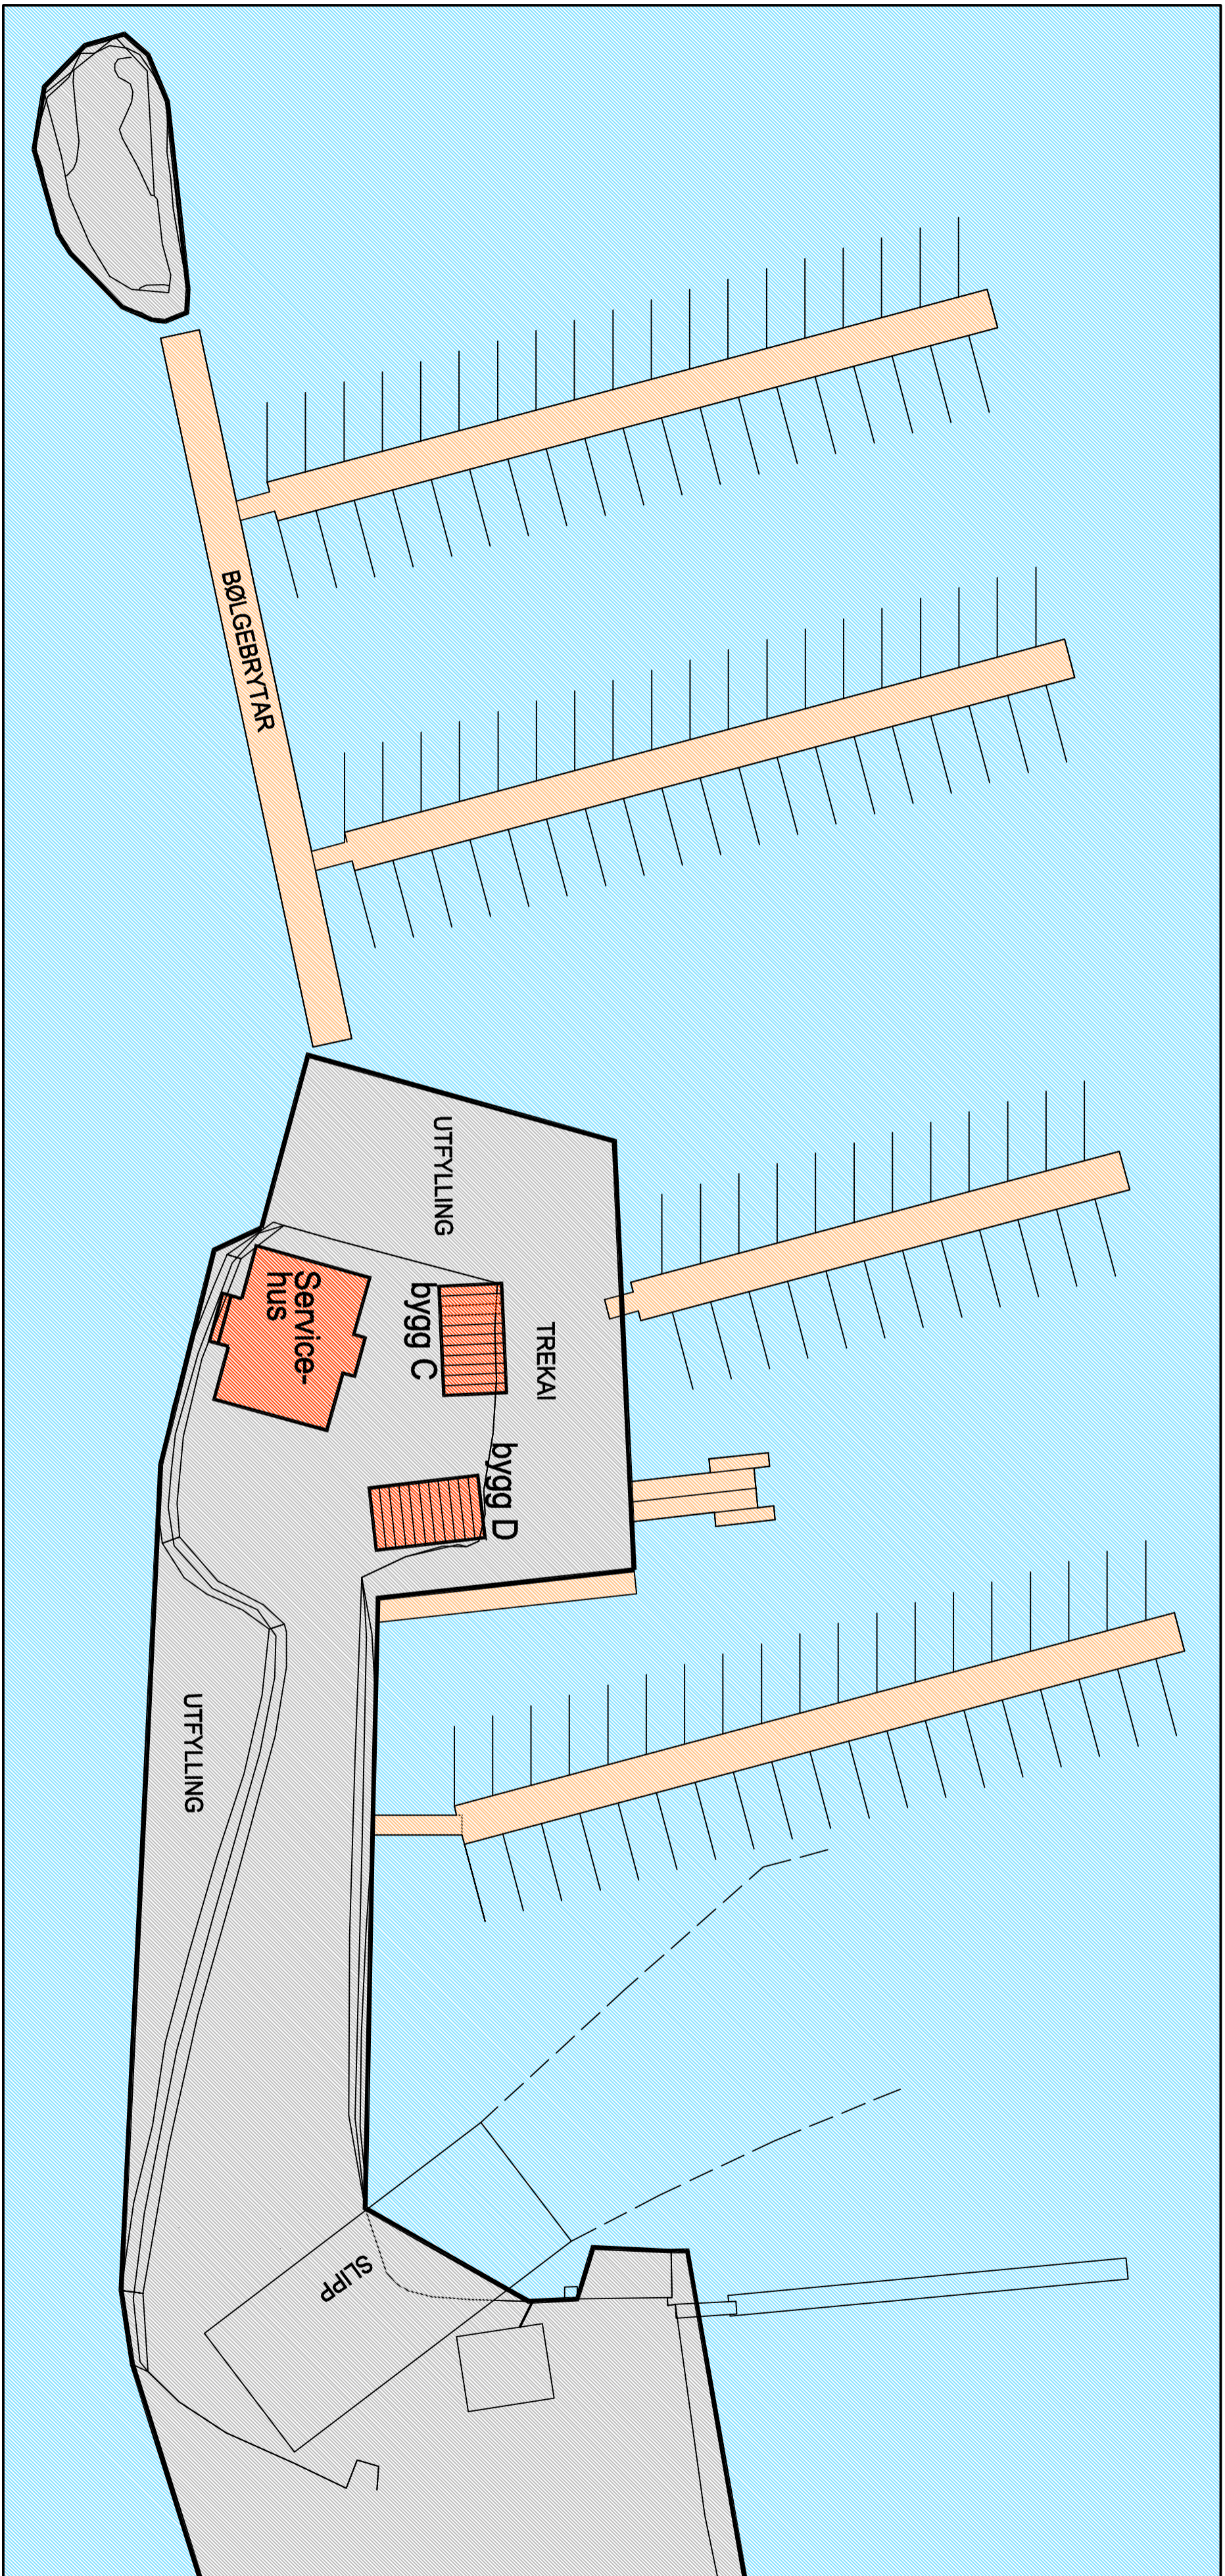 BØLGEBRYTAR
UTFYLLING
TREKAI
bygg C
Service-
hus
bygg D
UTFYLLING
SLIPP